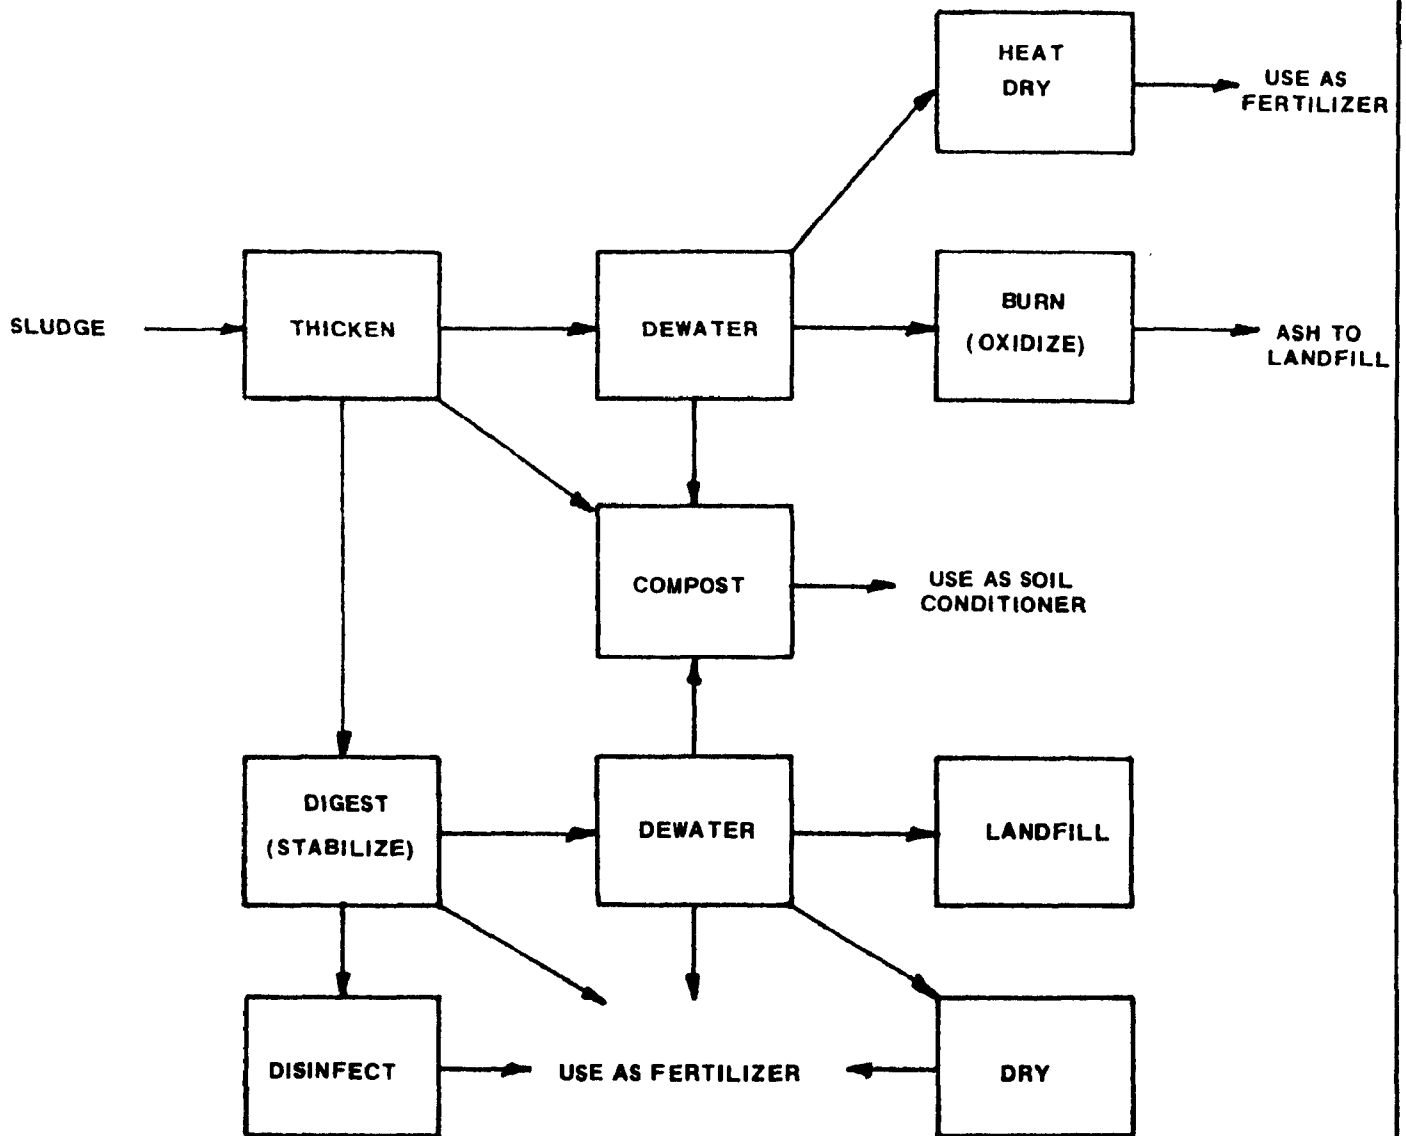 HEAT
DRY
USE AS
FERTILIZER
SLUDGE
THICKEN
DEWATER
BURN
(OXIDIZE)
ASH TO
LANDFILL
COMPOST
USE AS SOIL
CONDITIONER
DIGEST
(STABILIZE)
DEWATER
LANDFILL
DISINFECT
USE AS FERTILIZER
DRY